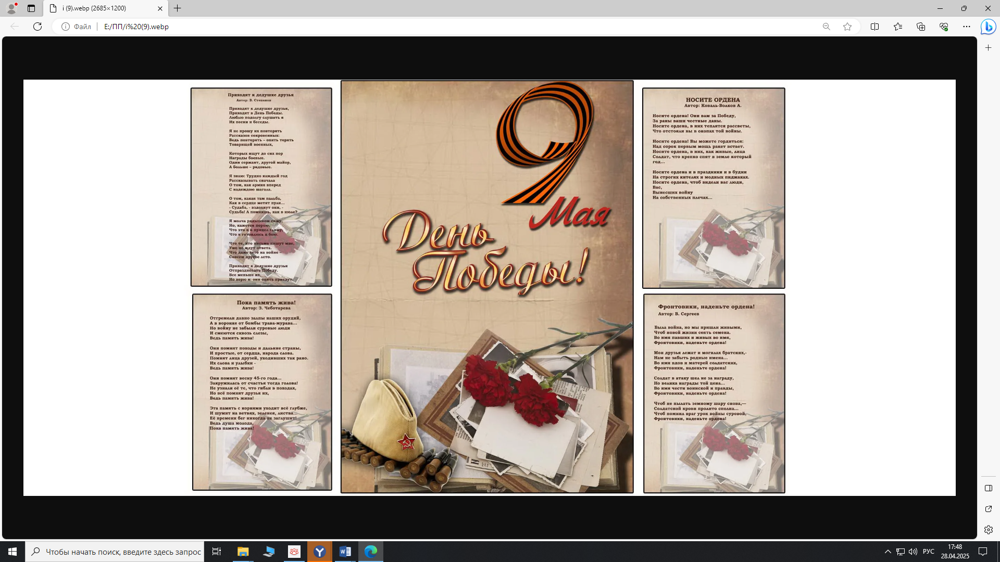 i (9).webp (2685×1200)
Файл
E:/ПП/i%20(9).webp
Приходят к дедушке друзья
Автор: В. Степанов
Приходят к дедушке друзья,
Приходят в День Победы.
Люблю подолгу слушать я
Их песни и беседы.
Я не прошу их повторять
Рассказов сокровенных:
Ведь повторять – опять терять
Товарищей военных,
Которых ищут до сих пор
Награды боевые.
Один сержант, другой майор,
А больше – рядовые.
Я знаю: Трудно каждый год
Рассказывать сначала
О том, как армия вперед
С надеждою шагала.
О том, какая там пальба,
Как в сердце метят пули...
- Судьба, - вздохнут они, -
Судьба! А помнишь, как в июле?
Я молча рядышком сижу,
Но, кажется порою,
Что это я в прицел гляжу,
Что я готовлюсь к бою.
Что те, кто письма пишут мне,
Уже не ждут ответа.
Что даже лето на войне –
Совсем другое лето.
Приходят к дедушке друзья
Отпраздновать Победу.
Все меньше их,
Но верю я: они опять приедут.
Пока память жива!
Автор: З. Чеботарева
Отгремели давно залпы наших орудий,
А в воронке от бомбы трава-мурава...
Но войну не забыли суровые люди
И смеются сквозь слезы,
Ведь память жива!
Они помнят походы и дальние страны,
И простые, от сердца, народа слова.
Помнят лица друзей, уходивших так рано.
Их слова и улыбки -
Ведь память жива!
Они помнят весну 45-го года...
Закружилась от счастья тогда голова!
Не узнали её те, что гибли в походах,
Но всё помнят друзья их,
Ведь память жива!
Эта память с корнями уходит всё глубже,
И шумит на ветвях, зеленея, листва...
Её времени бег никогда не заглушит!
Ведь душа молода,
Пока память жива!
9
Мая
День
Победы!
НОСИТЕ ОРДЕНА
Автор: Коваль-Волков А.
Носите ордена! Они вам за Победу,
За раны ваши честные даны.
Носите ордена, в них теплятся рассветы,
Что отстояли вы в окопах той войны.
Носите ордена! Вы можете гордиться:
Над сорок первым мощь ракет встает.
Носите ордена, в них, как живые, лица
Солдат, что крепко спят в земле который
год...
Носите ордена и в праздники и в будни
На строгих кителях и модных пиджаках.
Носите ордена, чтоб видели вас люди,
Вас,
Вынесших войну
На собственных плечах...
Фронтовики, наденьте ордена!
Автор: В. Сергеев
Была война, но мы пришли живыми,
Чтоб новой жизни сеять семена.
Во имя павших и живых во имя,
Фронтовики, наденьте ордена!
Мои друзья лежат и могилах братских,-
Нам не забыть родные имена...
Во имя вдов и матерей солдатских,
Фронтовики, наденьте ордена!
Солдат в атаку шел не за награду,
Но велика награды той цена...
Во имя чести воинской и правды,
Фронтовики, наденьте ордена!
Чтоб не пылать земному шару снова,—
Солдатской крови пролито сполна...
Чтоб помнил враг урок войны суровой,
Фронтовики, наденьте ордена!
Чтобы начать поиск, введите здесь запрос
РУС
17:48
28.04.2025